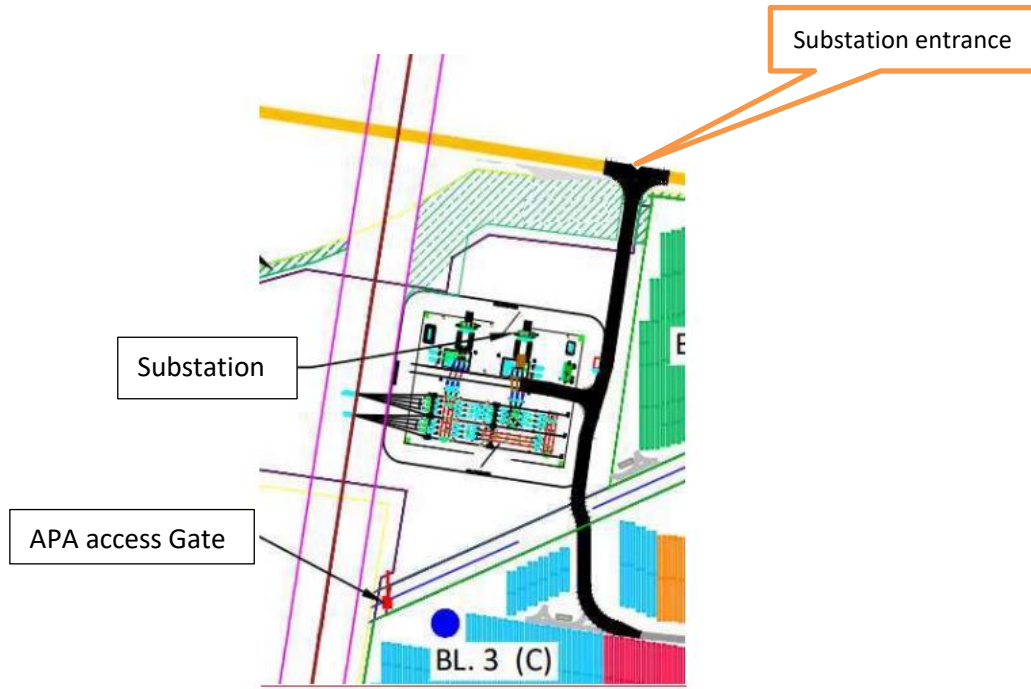 Substation entrance
Substation
E
APA access Gate
BL. 3 (C)